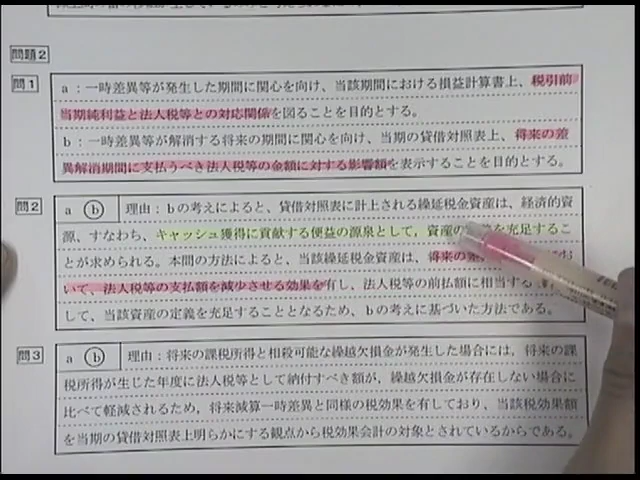 問題2
問1
a：一時差異等が発生した期間に関心を向け、当該期間における損益計算書上、税引前
当期純利益と法人税等との対応関係を図ることを目的とする。
b：一時差異等が解消する将来の期間に関心を向け、当期の貸借対照表上、将来の差
異解消期間に支払うべき法人税等の金額に対する影響額を表示することを目的とする。
問2
a ⓑ 理由：bの考えによると、貸借対照表に計上される繰延税金資産は、経済的資
源、すなわち、キャッシュ獲得に貢献する便益の源泉として，資産の を充足するこ
とが求められる。本問の方法によると、当該繰延税金資産は、将来の にお
いて、法人税等の支払額を減少させる効果を有し、法人税等の前払額に相当する
して、当該資産の定義を充足することとなるため、bの考えに基づいた方法である。
問3
a ⓑ 理由：将来の課税所得と相殺可能な繰越欠損金が発生した場合には，将来の課
税所得が生じた年度に法人税等として納付すべき額が，繰越欠損金が存在しない場合に
比べて軽減されるため，将来減算一時差異と同様の税効果を有しており，当該税効果額
を当期の貸借対照表上明らかにする観点から税効果会計の対象とされているからである。